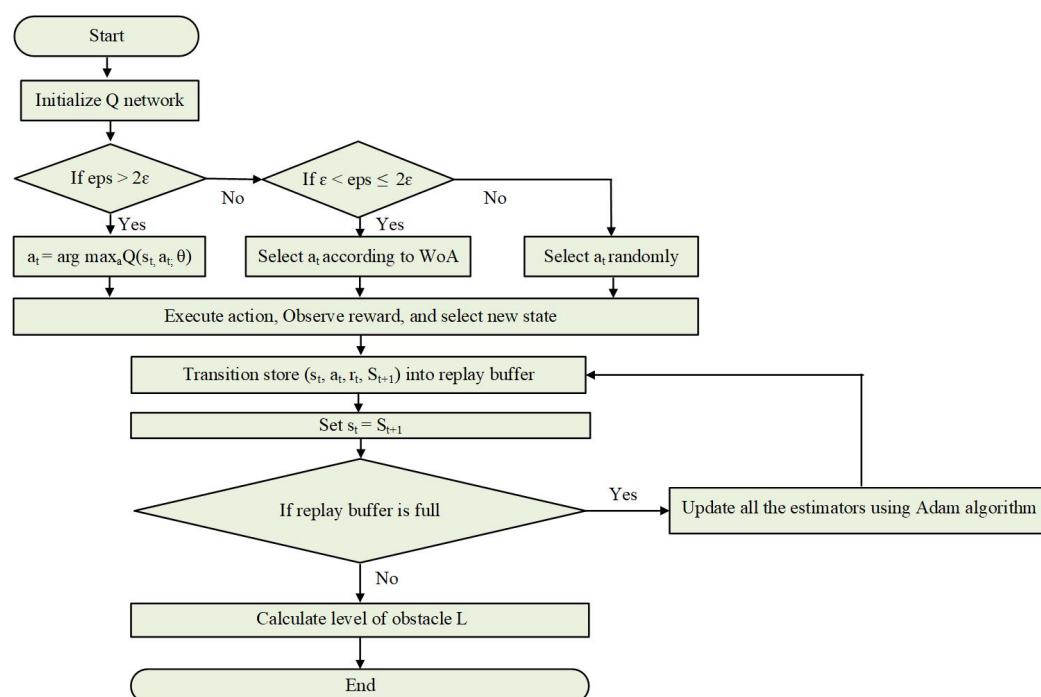 Start
Initialize Q network
If eps > 2ε
No
If ε < eps ≤ 2ε
No
Yes
Yes
aₜ = arg maxₐQ(sₜ, aₜ; θ)
Select aₜ according to WoA
Select aₜ randomly
Execute action, Observe reward, and select new state
Transition store (sₜ, aₜ, rₜ, Sₜ₊₁) into replay buffer
Set sₜ = Sₜ₊₁
If replay buffer is full
Yes
Update all the estimators using Adam algorithm
No
Calculate level of obstacle L
End